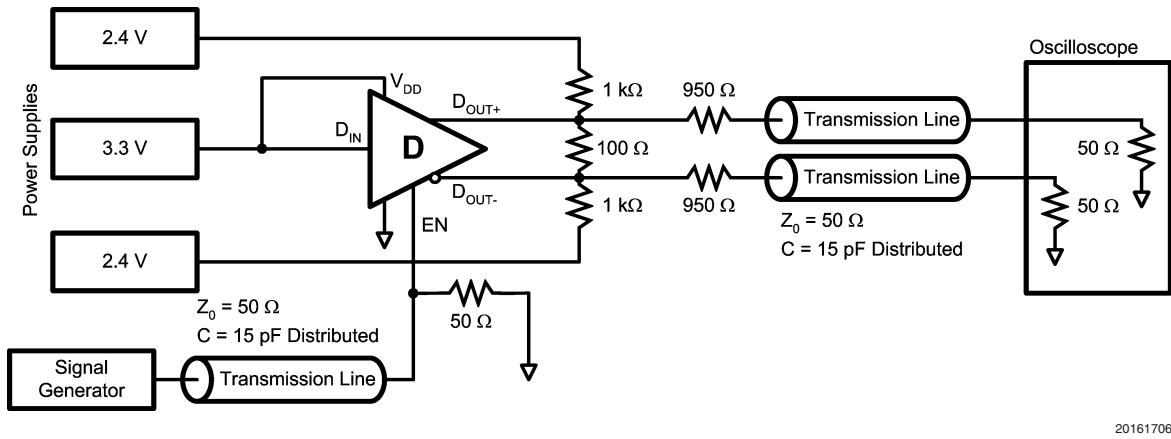 Power Supplies
2.4 V
3.3 V
2.4 V
V_DD
D_IN
D
D_OUT+
D_OUT-
EN
1 kΩ
100 Ω
1 kΩ
950 Ω
950 Ω
Transmission Line
Transmission Line
Z_0 = 50 Ω
C = 15 pF Distributed
Oscilloscope
50 Ω
50 Ω
Z_0 = 50 Ω
C = 15 pF Distributed
50 Ω
Signal
Generator
Transmission Line
20161706